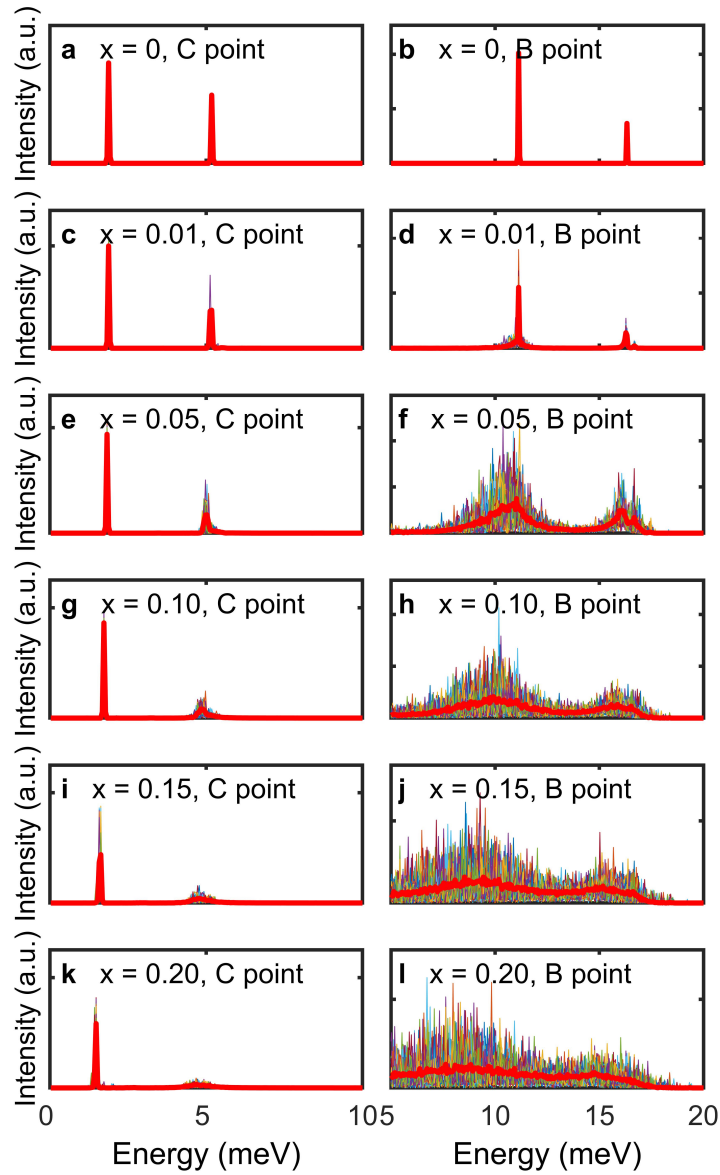 Intensity (a.u.)
a x = 0, C point
b x = 0, B point
Intensity (a.u.)
c x = 0.01, C point
d x = 0.01, B point
Intensity (a.u.)
e x = 0.05, C point
f x = 0.05, B point
Intensity (a.u.)
g x = 0.10, C point
h x = 0.10, B point
Intensity (a.u.)
i x = 0.15, C point
j x = 0.15, B point
Intensity (a.u.)
k x = 0.20, C point
l x = 0.20, B point
0 5 10 5 10 15 20
Energy (meV) Energy (meV)